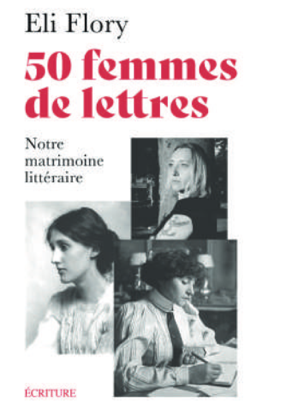 Eli Flory
50 femmes
de lettres
Notre
matrimoine
littéraire
ÉCRITURE